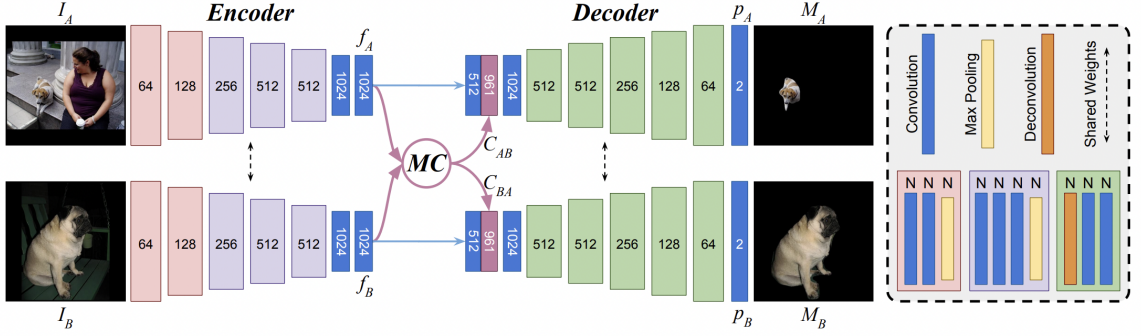 Encoder
Decoder
I_A
f_A
p_A
M_A
64
128
256
512
512
1024
1024
512
961
1024
512
512
256
128
64
2
MC
C_AB
C_BA
64
128
256
512
512
1024
1024
512
961
1024
512
512
256
128
64
2
I_B
f_B
p_B
M_B
Convolution
Max Pooling
Deconvolution
Shared Weights
N N N
N N N N
N N N